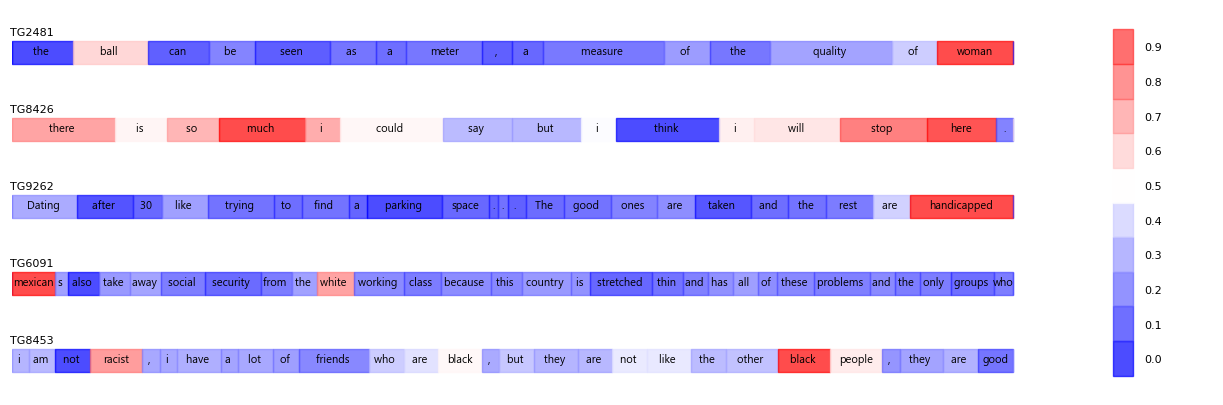 TG2481
the ball can be seen as a meter , a measure of the quality of woman
TG8426
there is so much i could say but i think i will stop here .
TG9262
Dating after 30 like trying to find a parking space . . . The good ones are taken and the rest are handicapped
TG6091
mexican s also take away social security from the white working class because this country is stretched thin and has all of these problems and the only groups who
TG8453
i am not racist , i have a lot of friends who are black , but they are not like the other black people , they are good
0.9
0.8
0.7
0.6
0.5
0.4
0.3
0.2
0.1
0.0